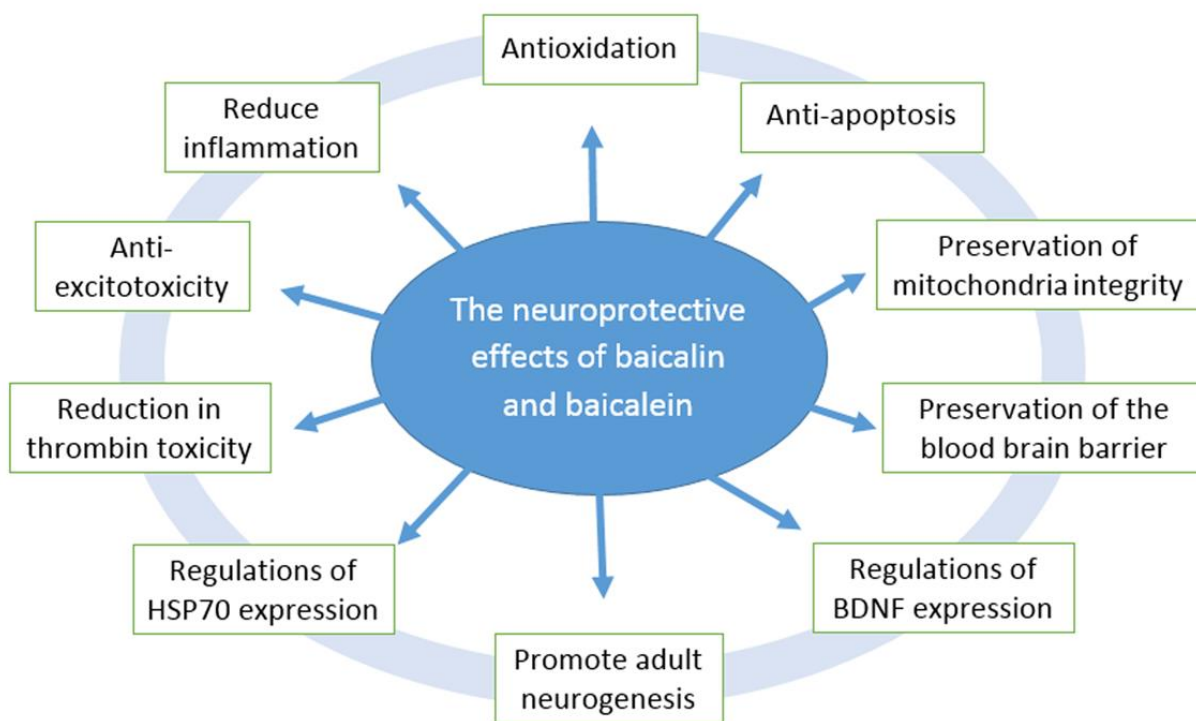 Antioxidation
Anti-apoptosis
Preservation of
mitochondria integrity
Preservation of the
blood brain barrier
Regulations of
BDNF expression
Promote adult
neurogenesis
Regulations of
HSP70 expression
Reduction in
thrombin toxicity
Anti-
excitotoxicity
Reduce
inflammation
The neuroprotective
effects of baicalin
and baicalein